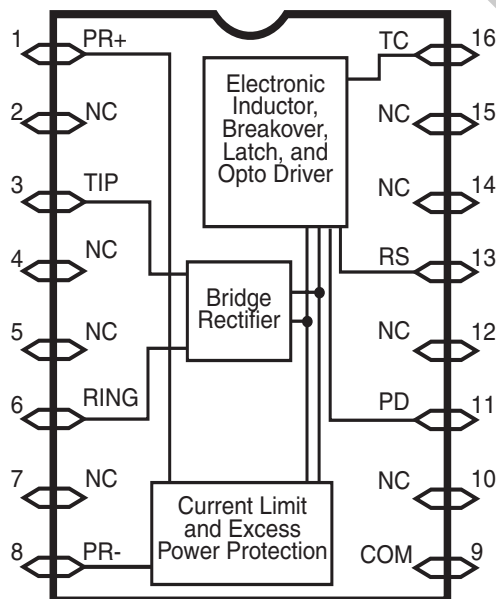 1 PR+ TC 16
Electronic
Inductor,
Breakover,
Latch, and
Opto Driver
2 NC NC 15
3 TIP NC 14
4 NC RS 13
Bridge
Rectifier
5 NC NC 12
6 RING PD 11
7 NC NC 10
Current Limit
and Excess
Power Protection
8 PR- COM 9